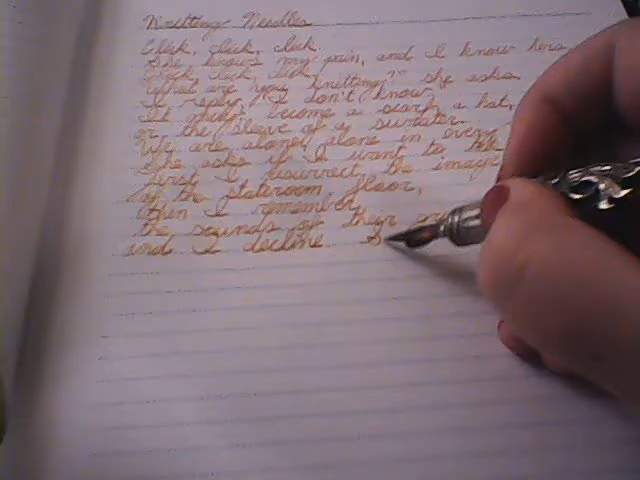 Knitting Needles
Click, click, click.
She knows my pain, and I know hers.
Click, click, click,
"What are you knitting?" she asks
I reply, "I don't know,
It might become a scarf, a hat,
or the sleeve of a sweater."
We are alone, alone in every
She asks if I want to talk
first I resurrect the image
of the stateroom floor,
then I remember
the sounds of their
and I decline